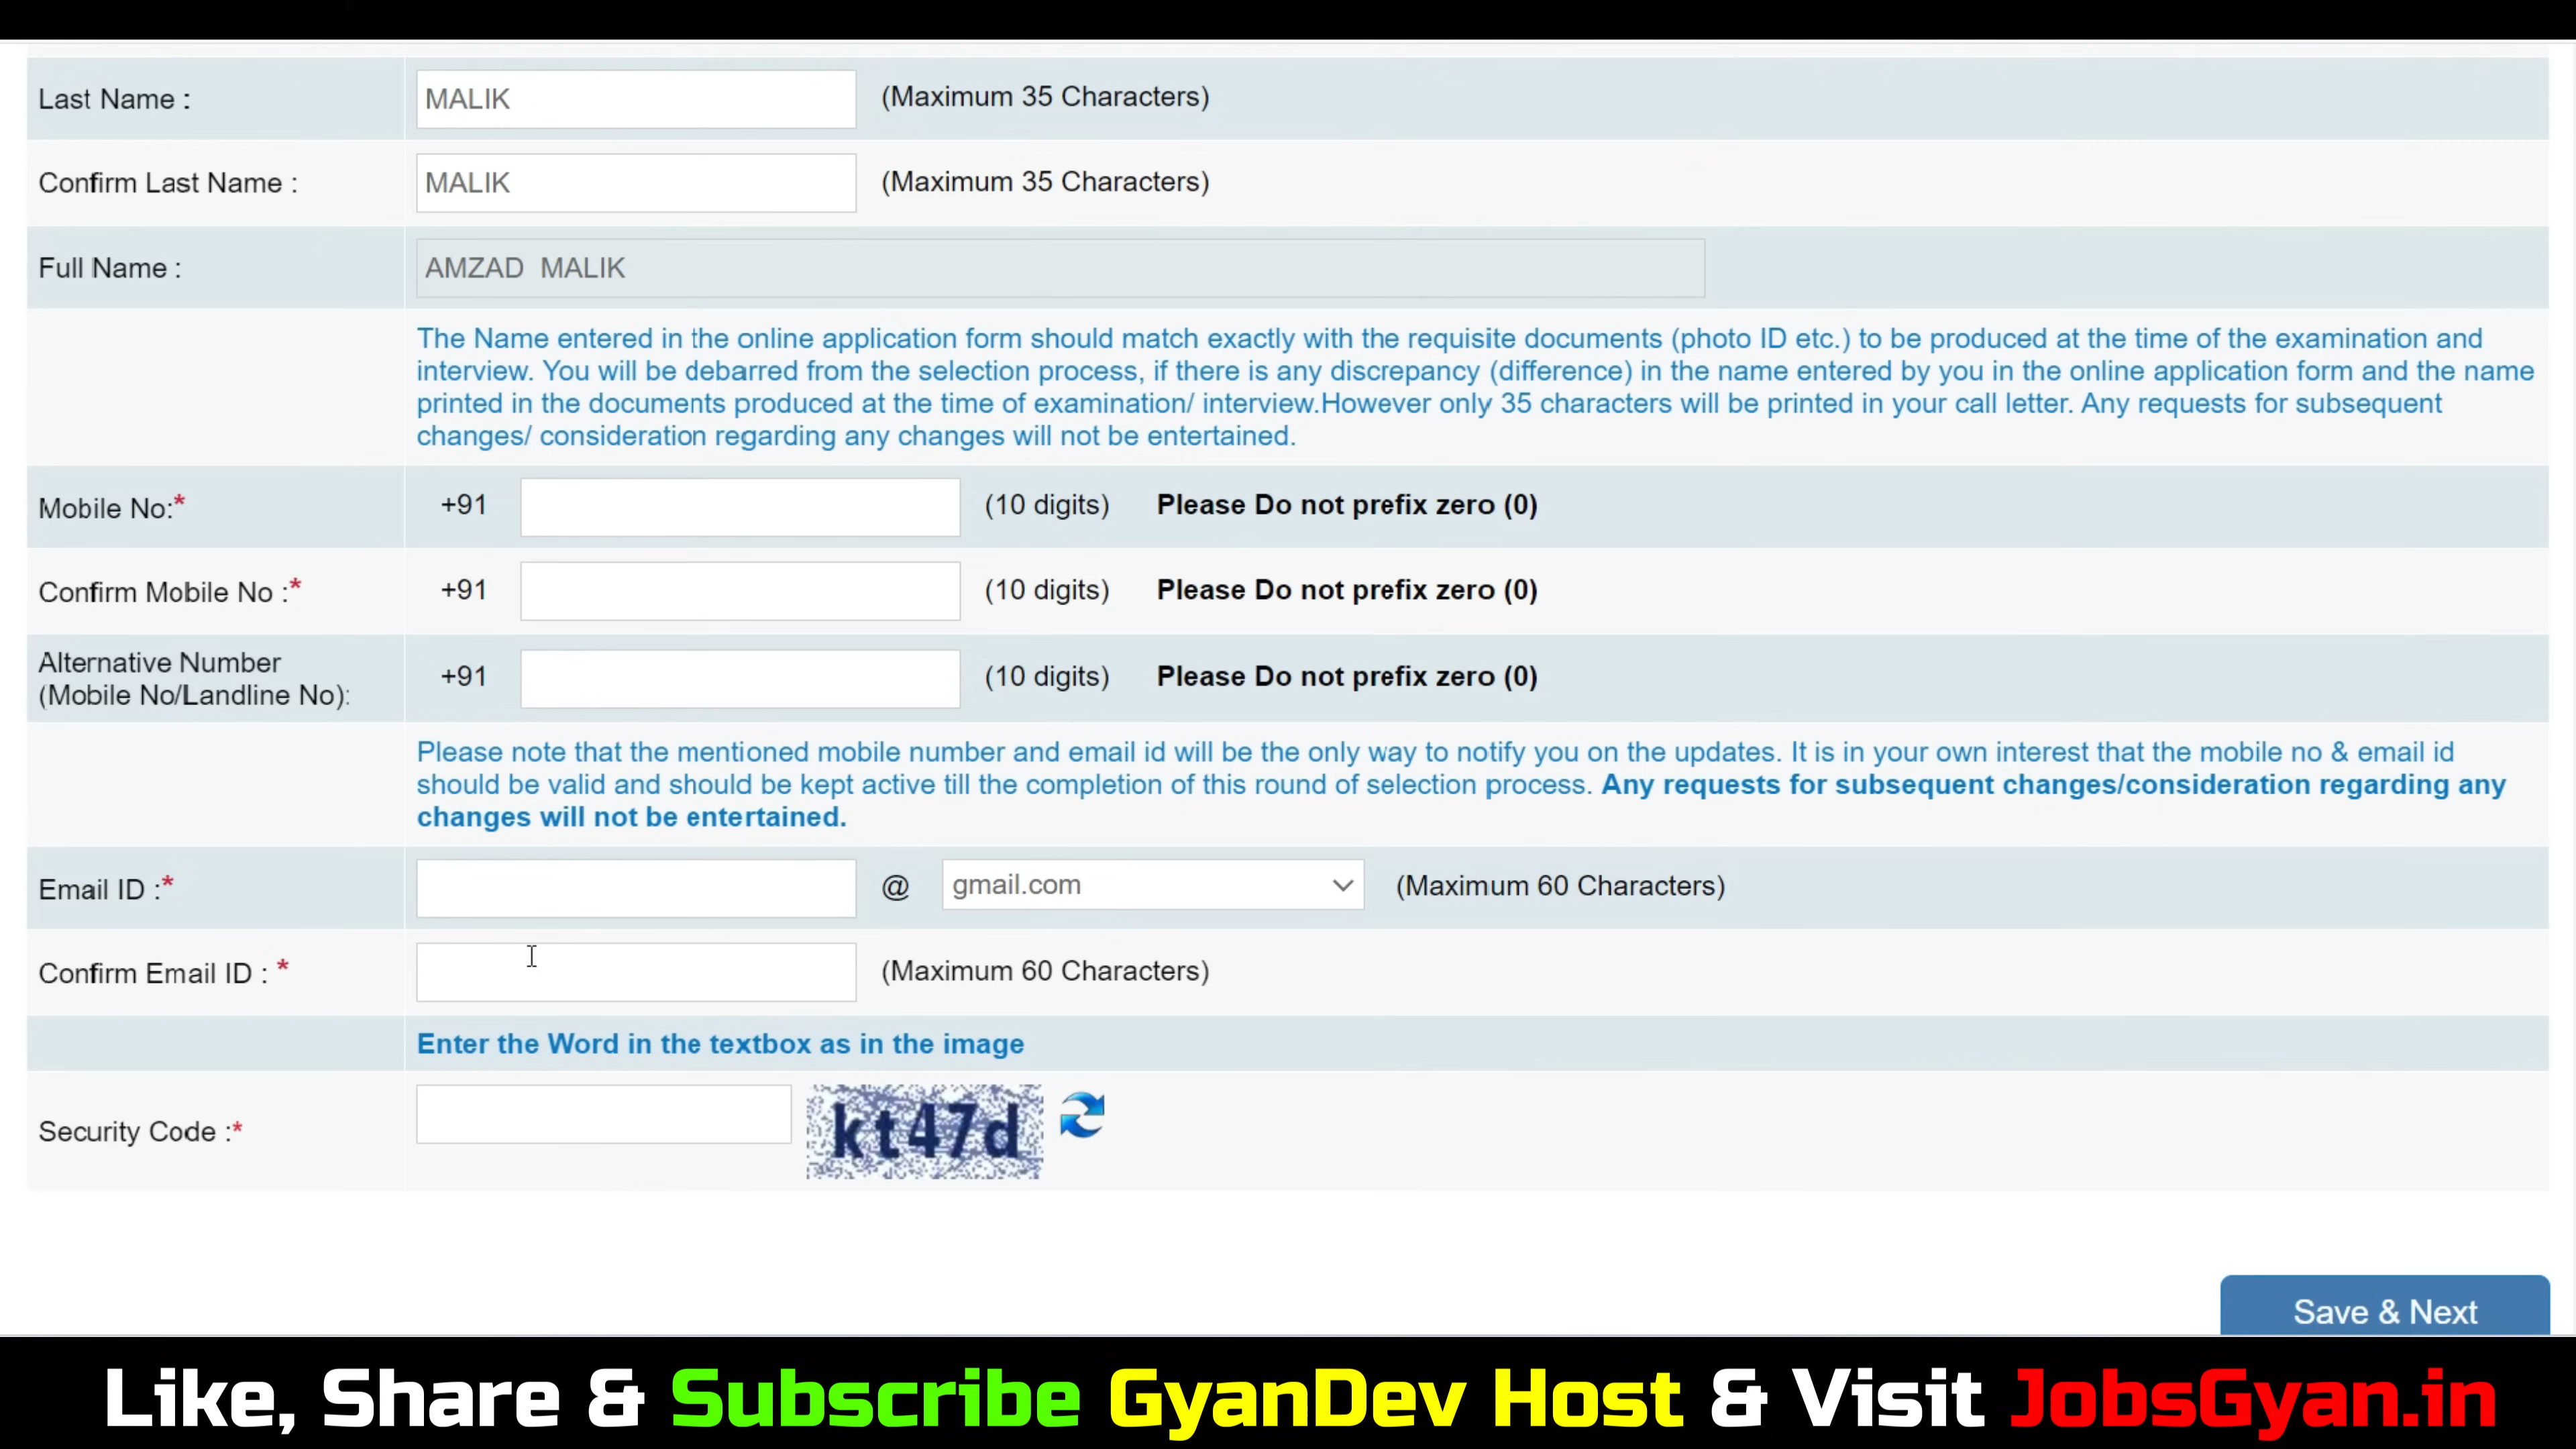 Last Name : MALIK (Maximum 35 Characters)
Confirm Last Name : MALIK (Maximum 35 Characters)
Full Name : AMZAD  MALIK
The Name entered in the online application form should match exactly with the requisite documents (photo ID etc.) to be produced at the time of the examination and
interview. You will be debarred from the selection process, if there is any discrepancy (difference) in the name entered by you in the online application form and the name
printed in the documents produced at the time of examination/ interview.However only 35 characters will be printed in your call letter. Any requests for subsequent
changes/ consideration regarding any changes will not be entertained.
Mobile No:* +91 (10 digits) Please Do not prefix zero (0)
Confirm Mobile No :* +91 (10 digits) Please Do not prefix zero (0)
Alternative Number
(Mobile No/Landline No): +91 (10 digits) Please Do not prefix zero (0)
Please note that the mentioned mobile number and email id will be the only way to notify you on the updates. It is in your own interest that the mobile no & email id
should be valid and should be kept active till the completion of this round of selection process. Any requests for subsequent changes/consideration regarding any
changes will not be entertained.
Email ID :* @ gmail.com (Maximum 60 Characters)
Confirm Email ID : * (Maximum 60 Characters)
Enter the Word in the textbox as in the image
Security Code :* kt47d
Save & Next
Like, Share & Subscribe GyanDev Host & Visit JobsGyan.in